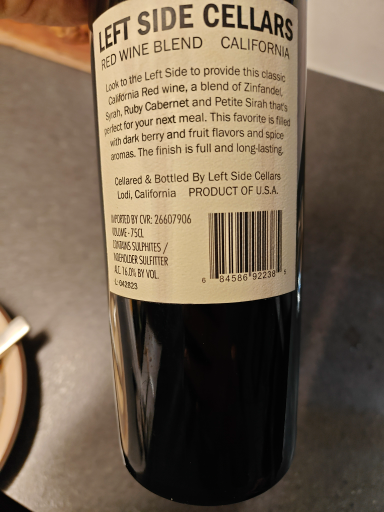 LEFT SIDE CELLARS
RED WINE BLEND CALIFORNIA
Look to the Left Side to provide this classic
California Red wine, a blend of Zinfandel,
Syrah, Ruby Cabernet and Petite Sirah that's
perfect for your next meal. This favorite is filled
with dark berry and fruit flavors and spice
aromas. The finish is full and long-lasting.
Cellared & Bottled By Left Side Cellars
Lodi, California PRODUCT OF U.S.A.
IMPORTED BY CVR: 26607906
VOLUME - 75CL
CONTAINS SULPHITES /
INDEHOLDER SULFITTER
ALC. 16.0% BY VOL.
L: 042823
6 84586 92238 5